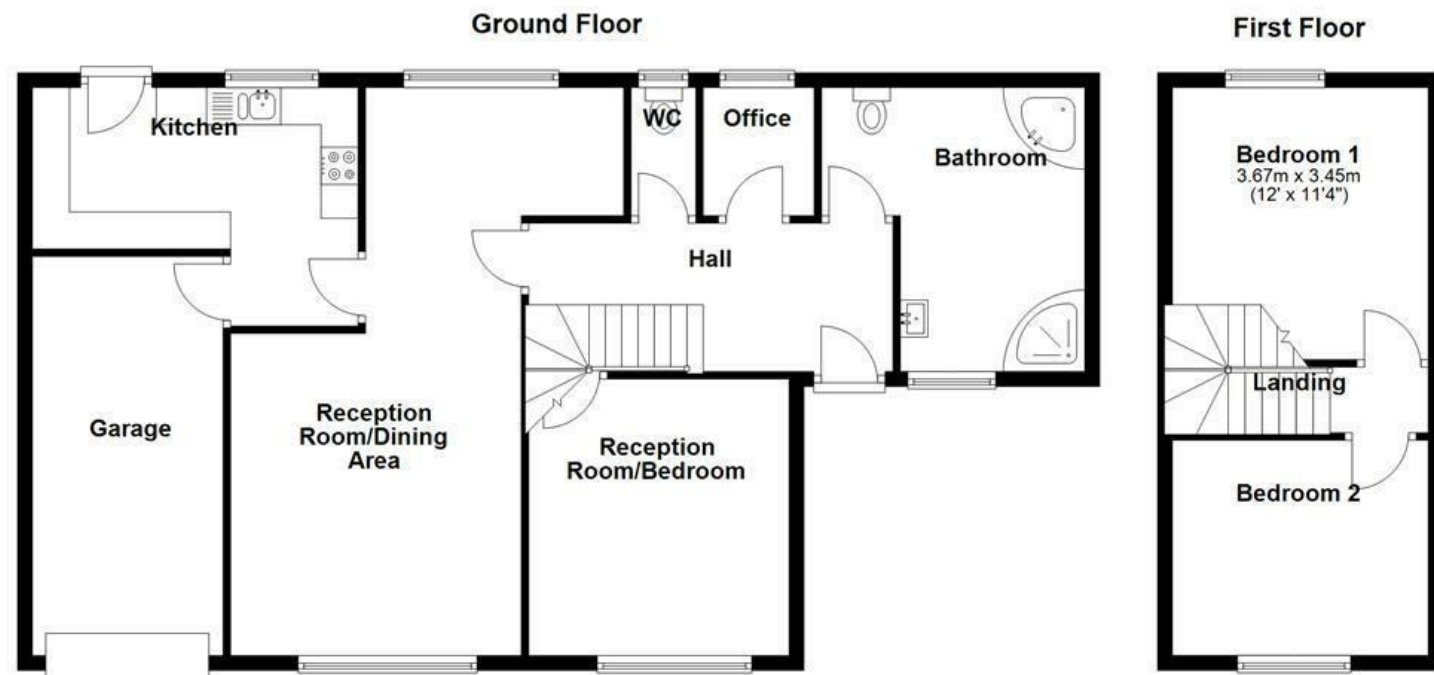 Ground Floor
First Floor
Kitchen
WC
Office
Bathroom
Bedroom 1
3.67m x 3.45m
(12' x 11'4")
Hall
Landing
Garage
Reception
Room/Dining
Area
Reception
Room/Bedroom
Bedroom 2